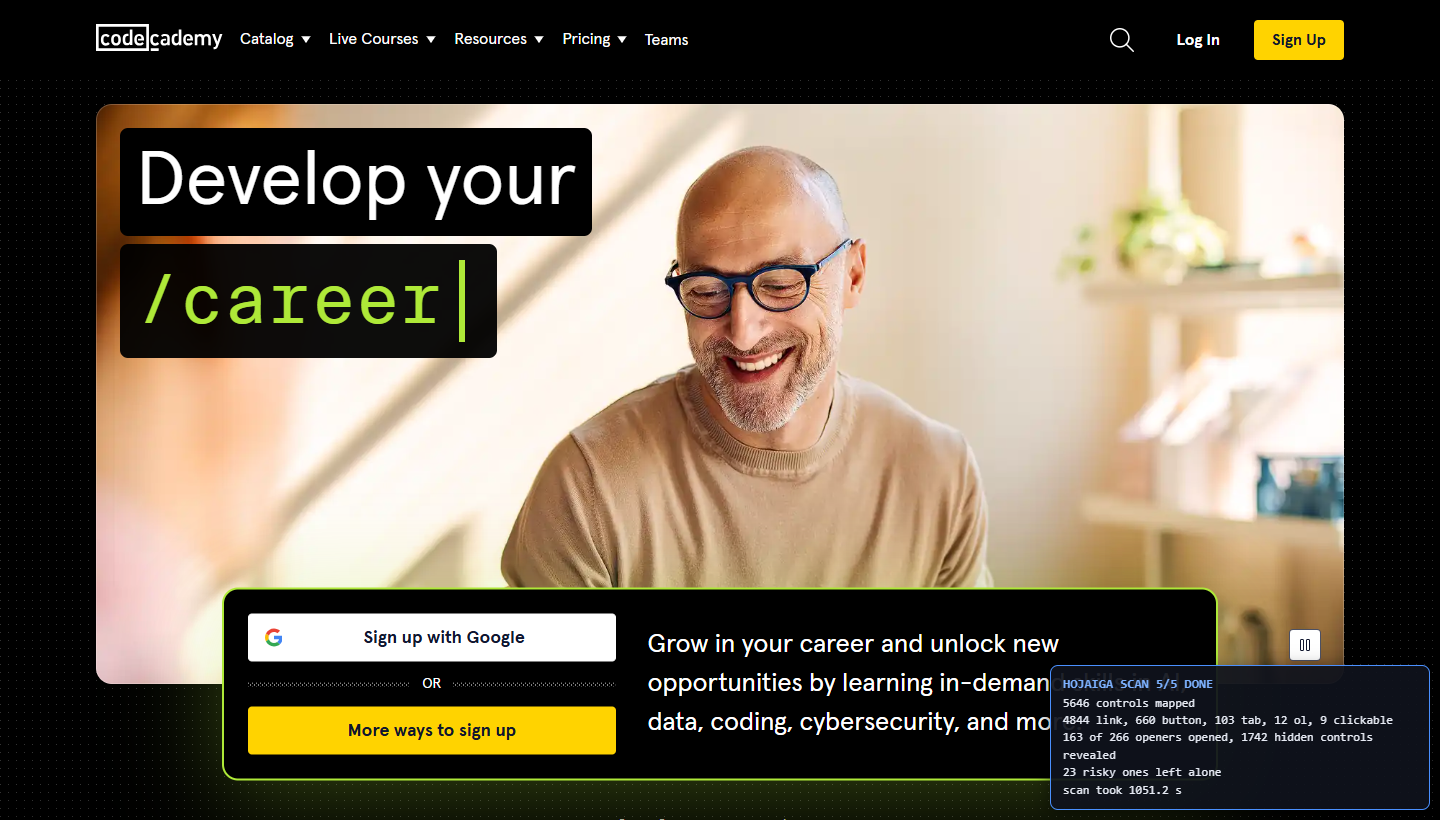 codecademy
Catalog
Live Courses
Resources
Pricing
Teams
Log In
Sign Up
Develop your
/career
Sign up with Google
OR
More ways to sign up
Grow in your career and unlock new
opportunities by learning in-demand
data, coding, cybersecurity, and mor
HOJAIGA SCAN 5/5 DONE
5646 controls mapped
4844 link, 660 button, 103 tab, 12 ol, 9 clickable
163 of 266 openers opened, 1742 hidden controls
revealed
23 risky ones left alone
scan took 1051.2 s